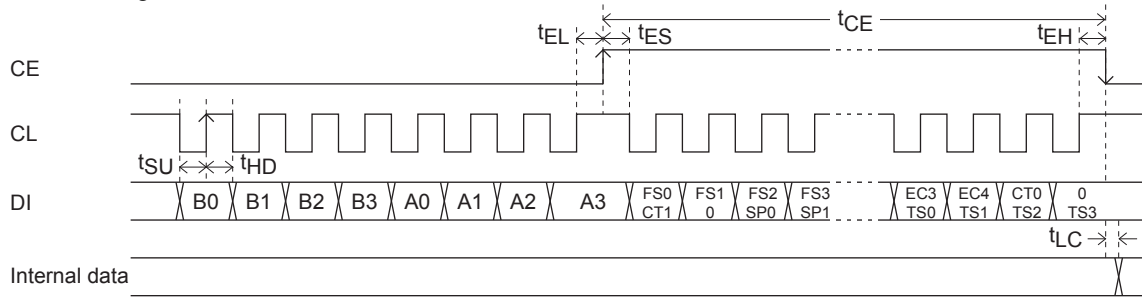 tCE
tEL tES tEH
CE
CL
tSU tHD
DI B0 B1 B2 B3 A0 A1 A2 A3 FS0 FS1 FS2 FS3 EC3 EC4 CT0 0
CT1 0 SP0 SP1 TS0 TS1 TS2 TS3
tLC
Internal data